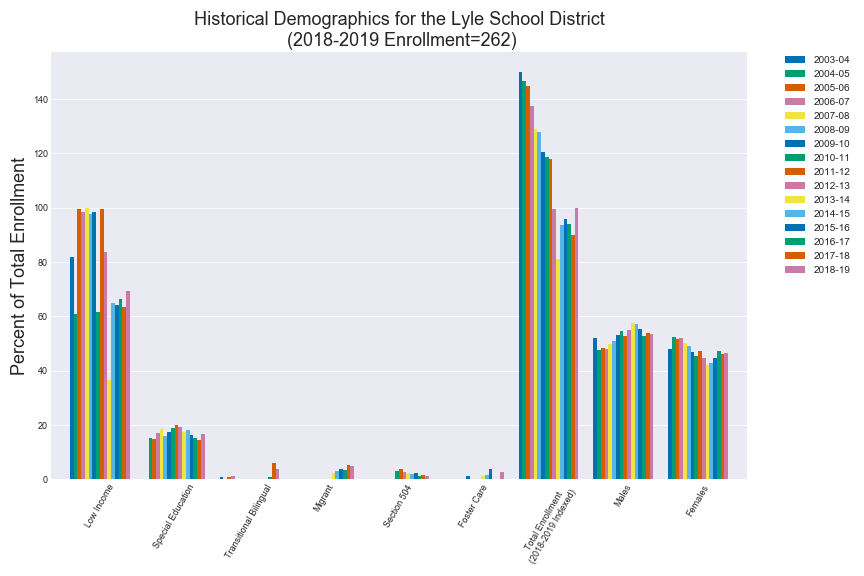 Historical Demographics for the Lyle School District
(2018-2019 Enrollment=262)
Percent of Total Enrollment
140
120
100
80
60
40
20
0
Low Income
Special Education
Transitional Bilingual
Migrant
Section 504
Foster Care
Total Enrollment
(2018-2019 Indexed)
Males
Females
2003-04
2004-05
2005-06
2006-07
2007-08
2008-09
2009-10
2010-11
2011-12
2012-13
2013-14
2014-15
2015-16
2016-17
2017-18
2018-19